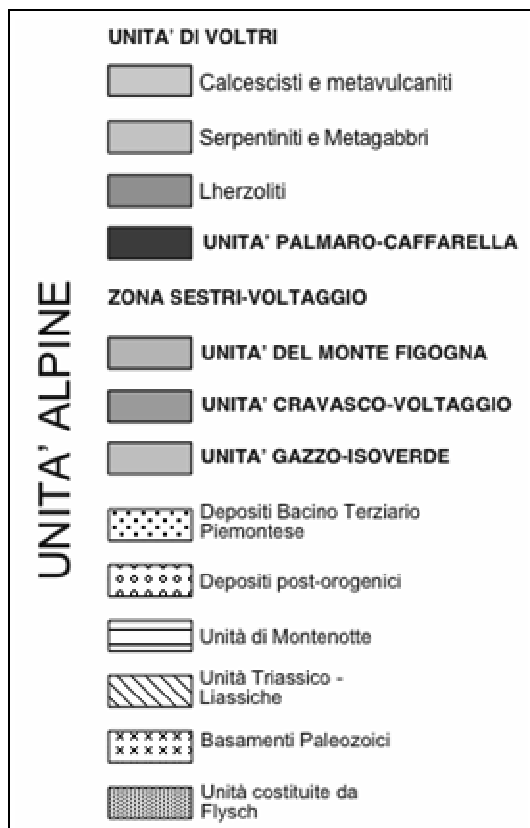 UNITA' DI VOLTRI
Calcescisti e metavulcaniti
Serpentiniti e Metagabbri
Lherzoliti
UNITA' PALMARO-CAFFARELLA
UNITA' ALPINE
ZONA SESTRI-VOLTAGGIO
UNITA' DEL MONTE FIGOGNA
UNITA' CRAVASCO-VOLTAGGIO
UNITA' GAZZO-ISOVERDE
Depositi Bacino Terziario
Piemontese
Depositi post-orogenici
Unità di Montenotte
Unità Triassico -
Liassiche
Basamenti Paleozoici
Unità costituite da
Flysch